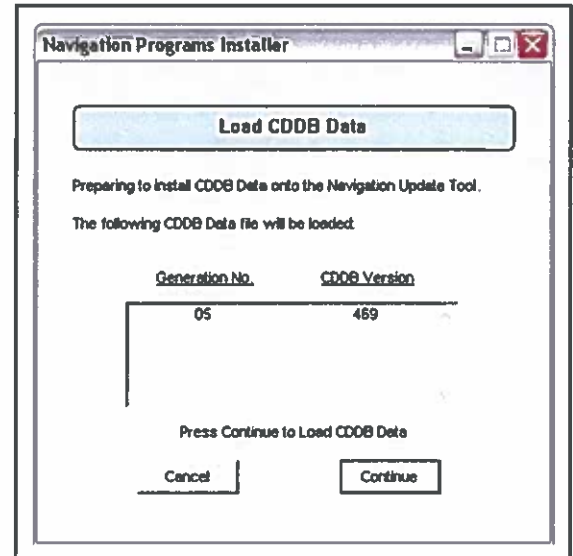 Navigation Programs Installer
Load CDDB Data
Preparing to install CDDB Data onto the Navigation Update Tool.
The following CDDB Data file will be loaded:
Generation No. CDDB Version
05 469
Press Continue to Load CDDB Data
Cancel Continue